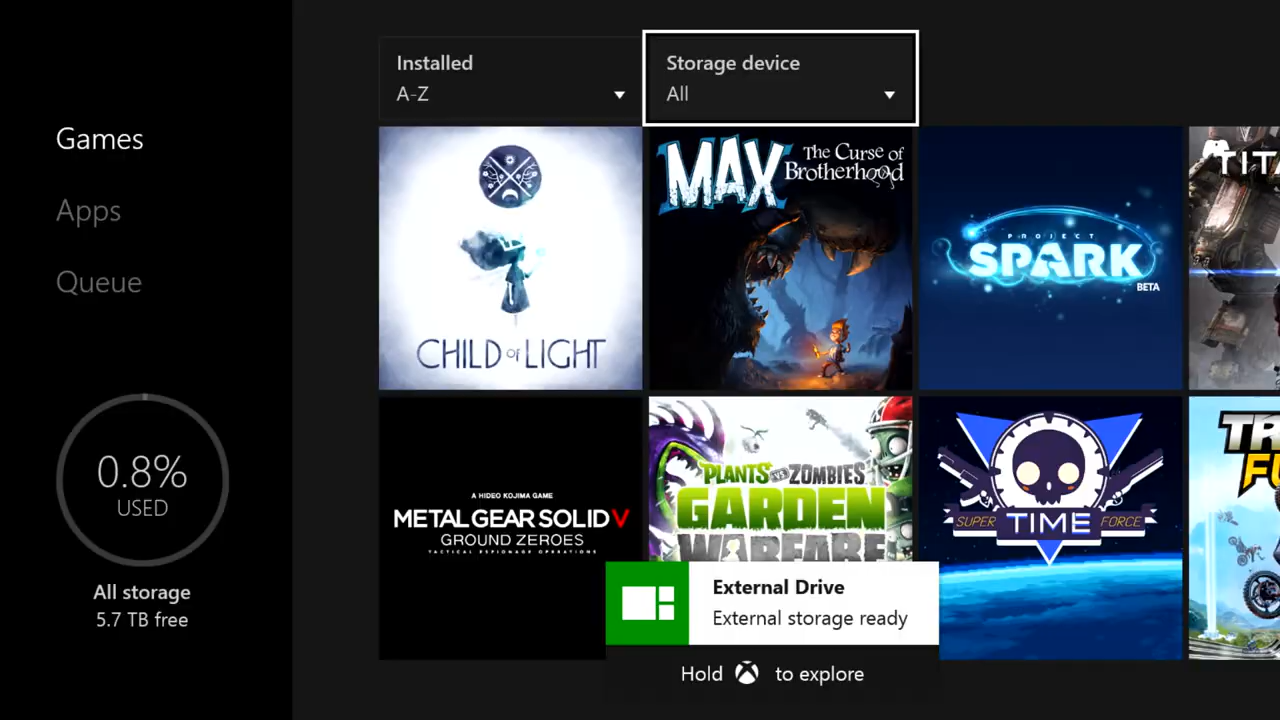 Games
Apps
Queue
0.8%
USED
All storage
5.7 TB free
Installed
A-Z
Storage device
All
CHILD of LIGHT
MAX
The Curse of
Brotherhood
PROJECT
SPARK
BETA
A HIDEO KOJIMA GAME
METAL GEAR SOLID V
GROUND ZEROES
TACTICAL ESPIONAGE OPERATIONS
PLANTS VS ZOMBIES
GARDEN
WARFARE
SUPER TIME FORCE
External Drive
External storage ready
Hold to explore